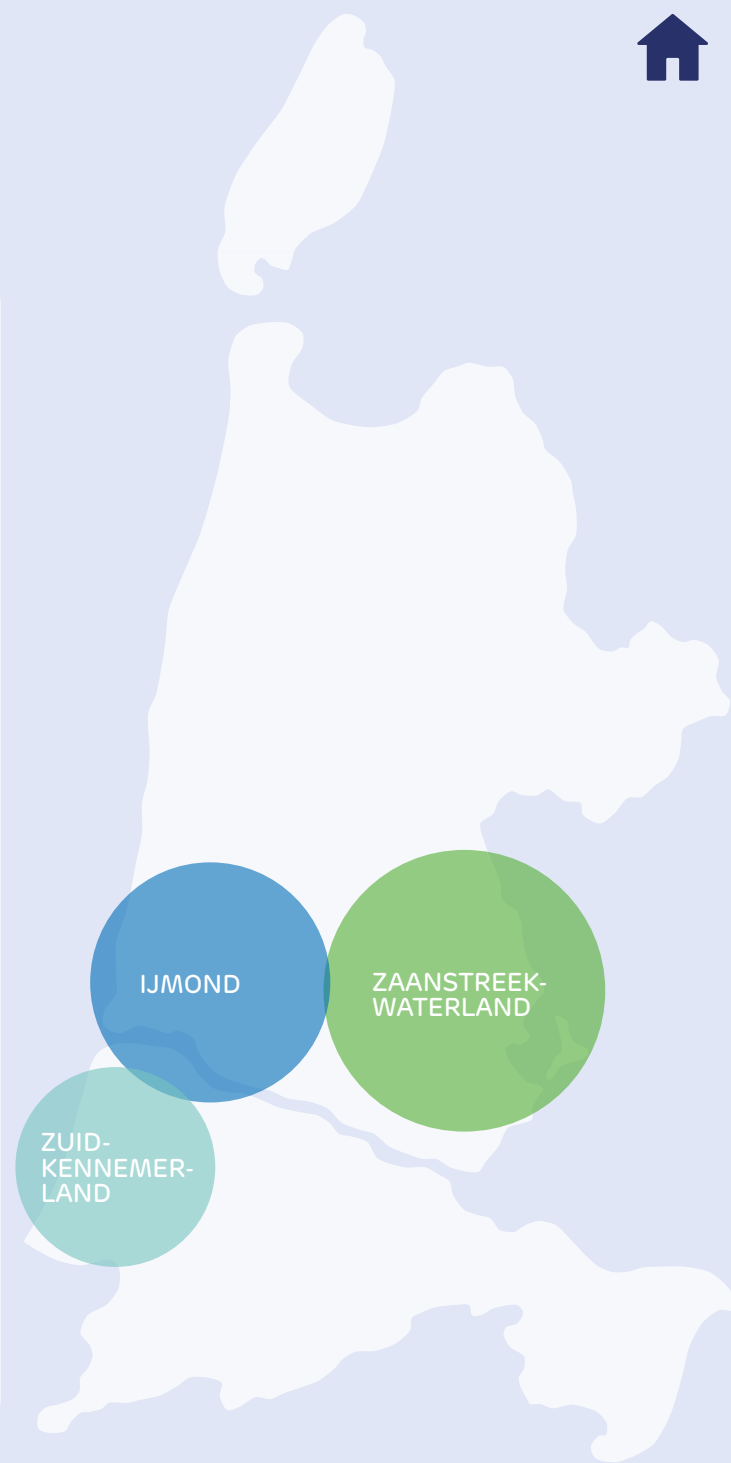 IJMOND
ZAANSTREEK-
WATERLAND
ZUID-
KENNEMER-
LAND